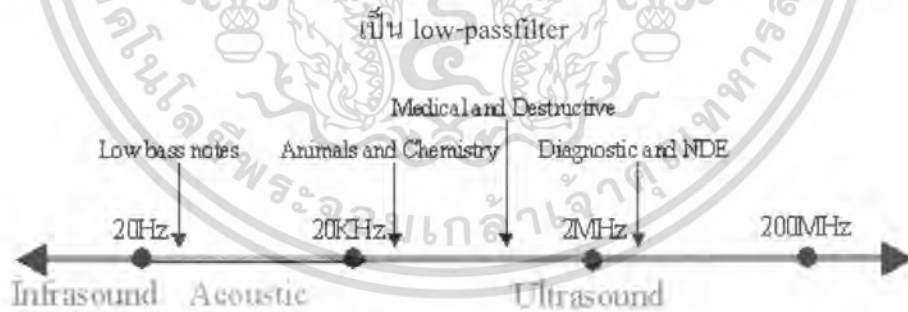 เป็น low-passfilter
Medical and Destructive
Low bass notes Animals and Chemistry Diagnostic and NDE
20Hz 20KHz 2MHz 200MHz
Infrasound Acoustic Ultrasound